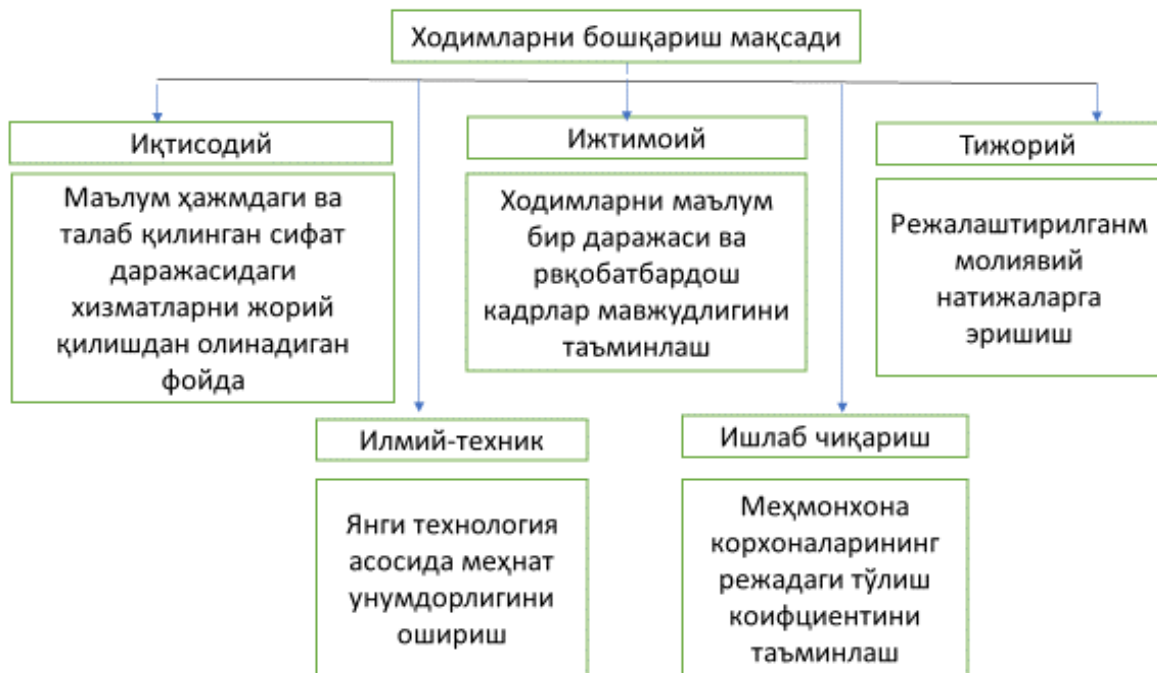 Ходимларни бошқариш мақсади
Иқтисодий
Маълум ҳажмдаги ва
талаб қилинган сифат
даражасидаги
хизматларни жорий
қилишдан олинадиган
фойда
Ижтимоий
Ходимларни маълум
бир даражаси ва
рвқобатбардош
кадрлар мавжудлигини
таъминлаш
Тижорий
Режалаштирилганм
молиявий
натижаларга
эришиш
Илмий-техник
Янги технология
асосида меҳнат
унумдорлигини
ошириш
Ишлаб чиқариш
Меҳмонхона
корхоналарининг
режадаги тўлиш
коифциентини
таъминлаш